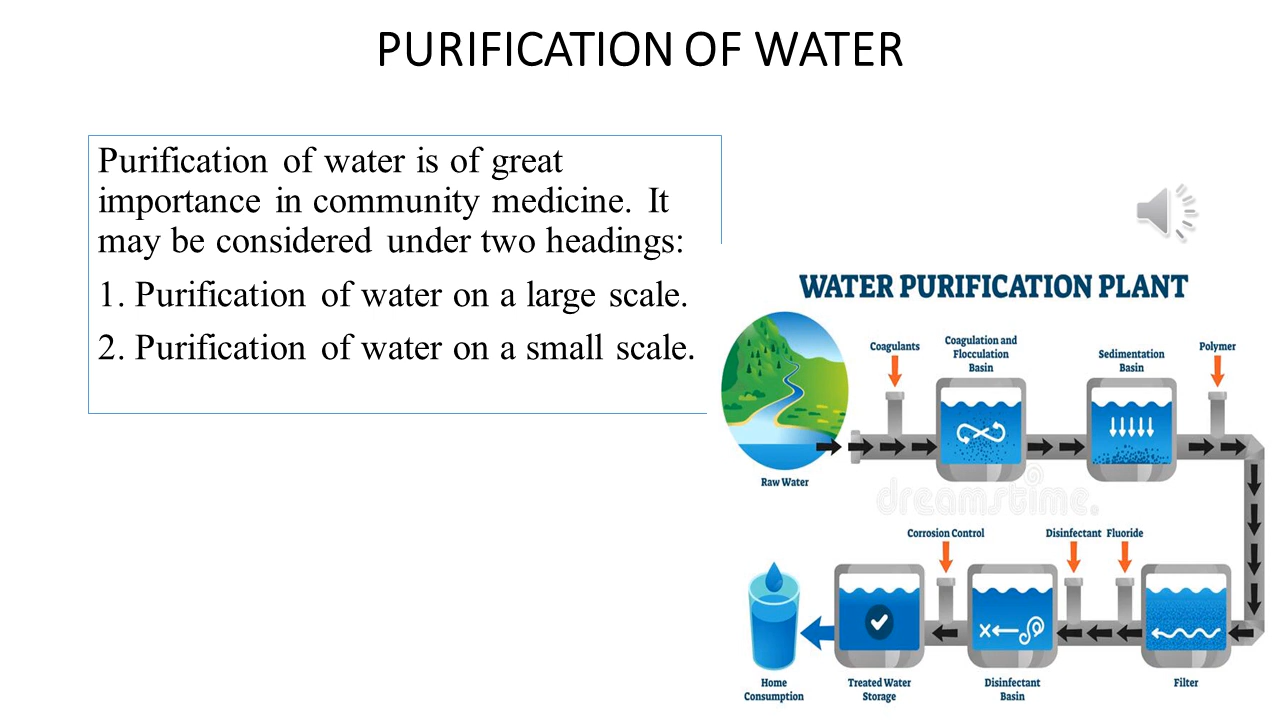 PURIFICATION OF WATER
Purification of water is of great
importance in community medicine. It
may be considered under two headings:
1. Purification of water on a large scale.
2. Purification of water on a small scale.
WATER PURIFICATION PLANT
Coagulants
Coagulation and
Flocculation
Basin
Sedimentation
Basin
Polymer
Raw Water
dreamstime.
Corrosion Control
Disinfectant
Fluoride
Home
Consumption
Treated Water
Storage
Disinfectant
Basin
Filter